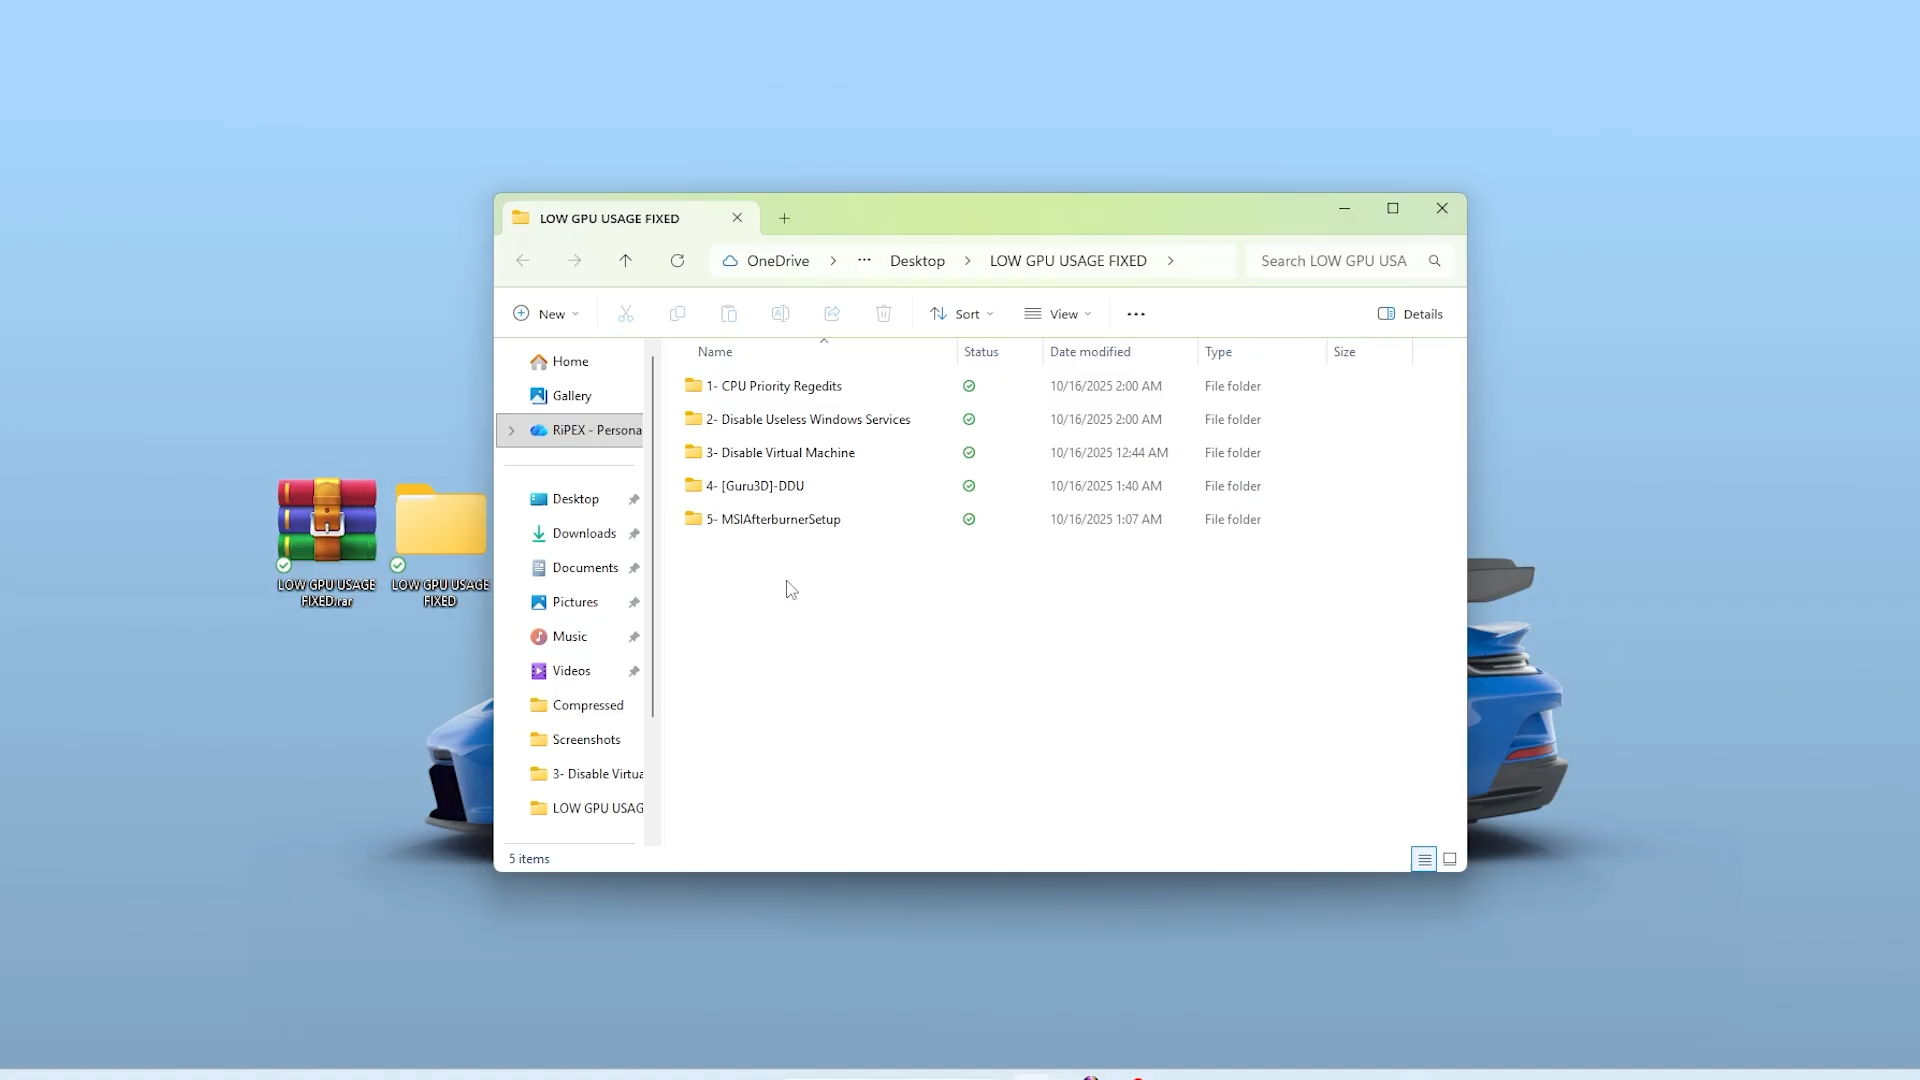 LOW GPU USAGE FIXED
OneDrive
Desktop
LOW GPU USAGE FIXED
Search LOW GPU USA
New
Sort
View
Details
Home
Gallery
RiPEX - Persona
Desktop
Downloads
Documents
Pictures
Music
Videos
Compressed
Screenshots
3- Disable Virtua
LOW GPU USAG
Name Status Date modified Type Size
1- CPU Priority Regedits 10/16/2025 2:00 AM File folder
2- Disable Useless Windows Services 10/16/2025 2:00 AM File folder
3- Disable Virtual Machine 10/16/2025 12:44 AM File folder
4- [Guru3D]-DDU 10/16/2025 1:40 AM File folder
5- MSIAfterburnerSetup 10/16/2025 1:07 AM File folder
5 items
LOW GPU USAGE
FIXED.rar
LOW GPU USAGE
FIXED